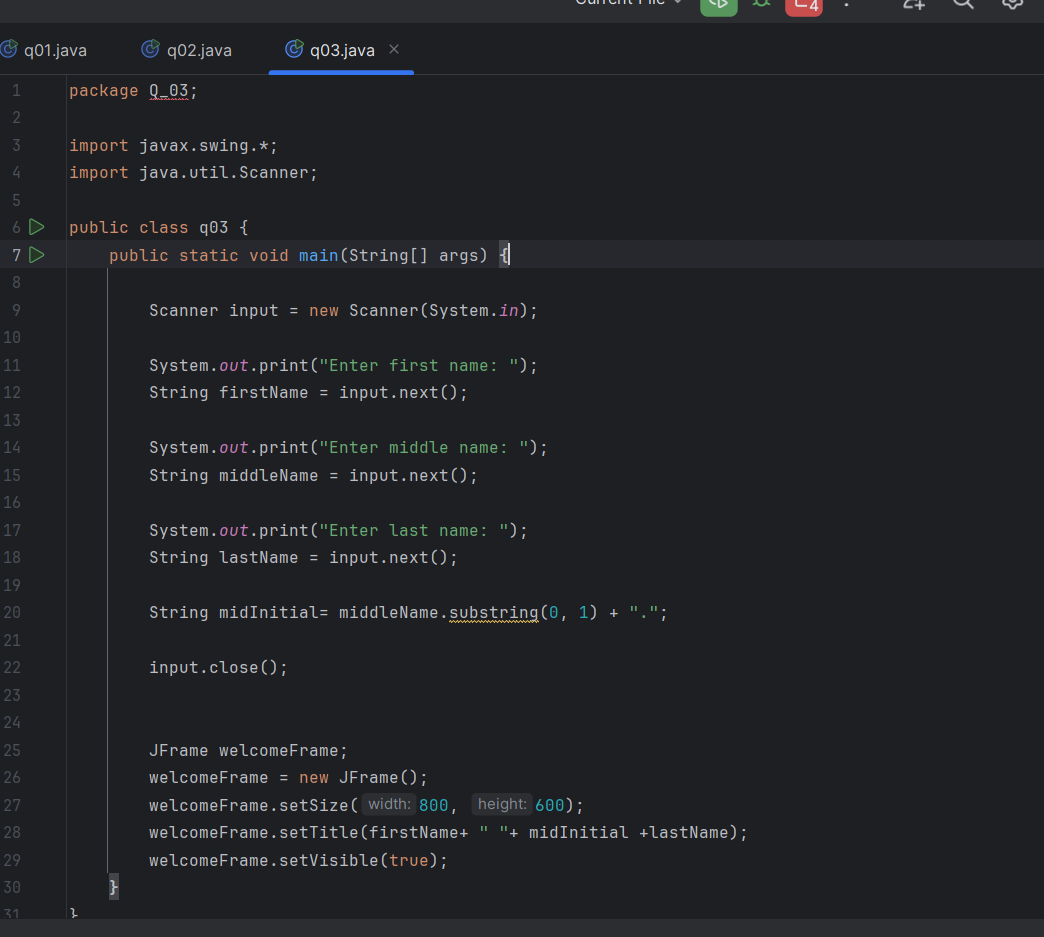 Current File
4
q01.java q02.java q03.java
1 package Q_03;
2
3 import javax.swing.*;
4 import java.util.Scanner;
5
6 public class q03 {
7 public static void main(String[] args) {
8
9 Scanner input = new Scanner(System.in);
10
11 System.out.print("Enter first name: ");
12 String firstName = input.next();
13
14 System.out.print("Enter middle name: ");
15 String middleName = input.next();
16
17 System.out.print("Enter last name: ");
18 String lastName = input.next();
19
20 String midInitial= middleName.substring(0, 1) + ".";
21
22 input.close();
23
24
25 JFrame welcomeFrame;
26 welcomeFrame = new JFrame();
27 welcomeFrame.setSize( width: 800, height: 600);
28 welcomeFrame.setTitle(firstName+ " "+ midInitial +lastName);
29 welcomeFrame.setVisible(true);
30 }
31 }